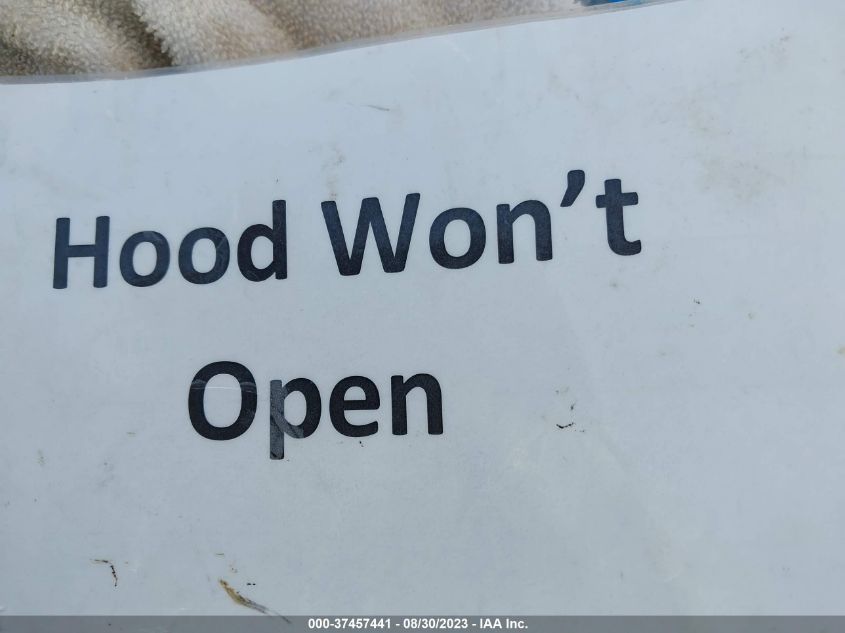 Hood Won’t
Open
000-37457441 - 08/30/2023 - IAA Inc.